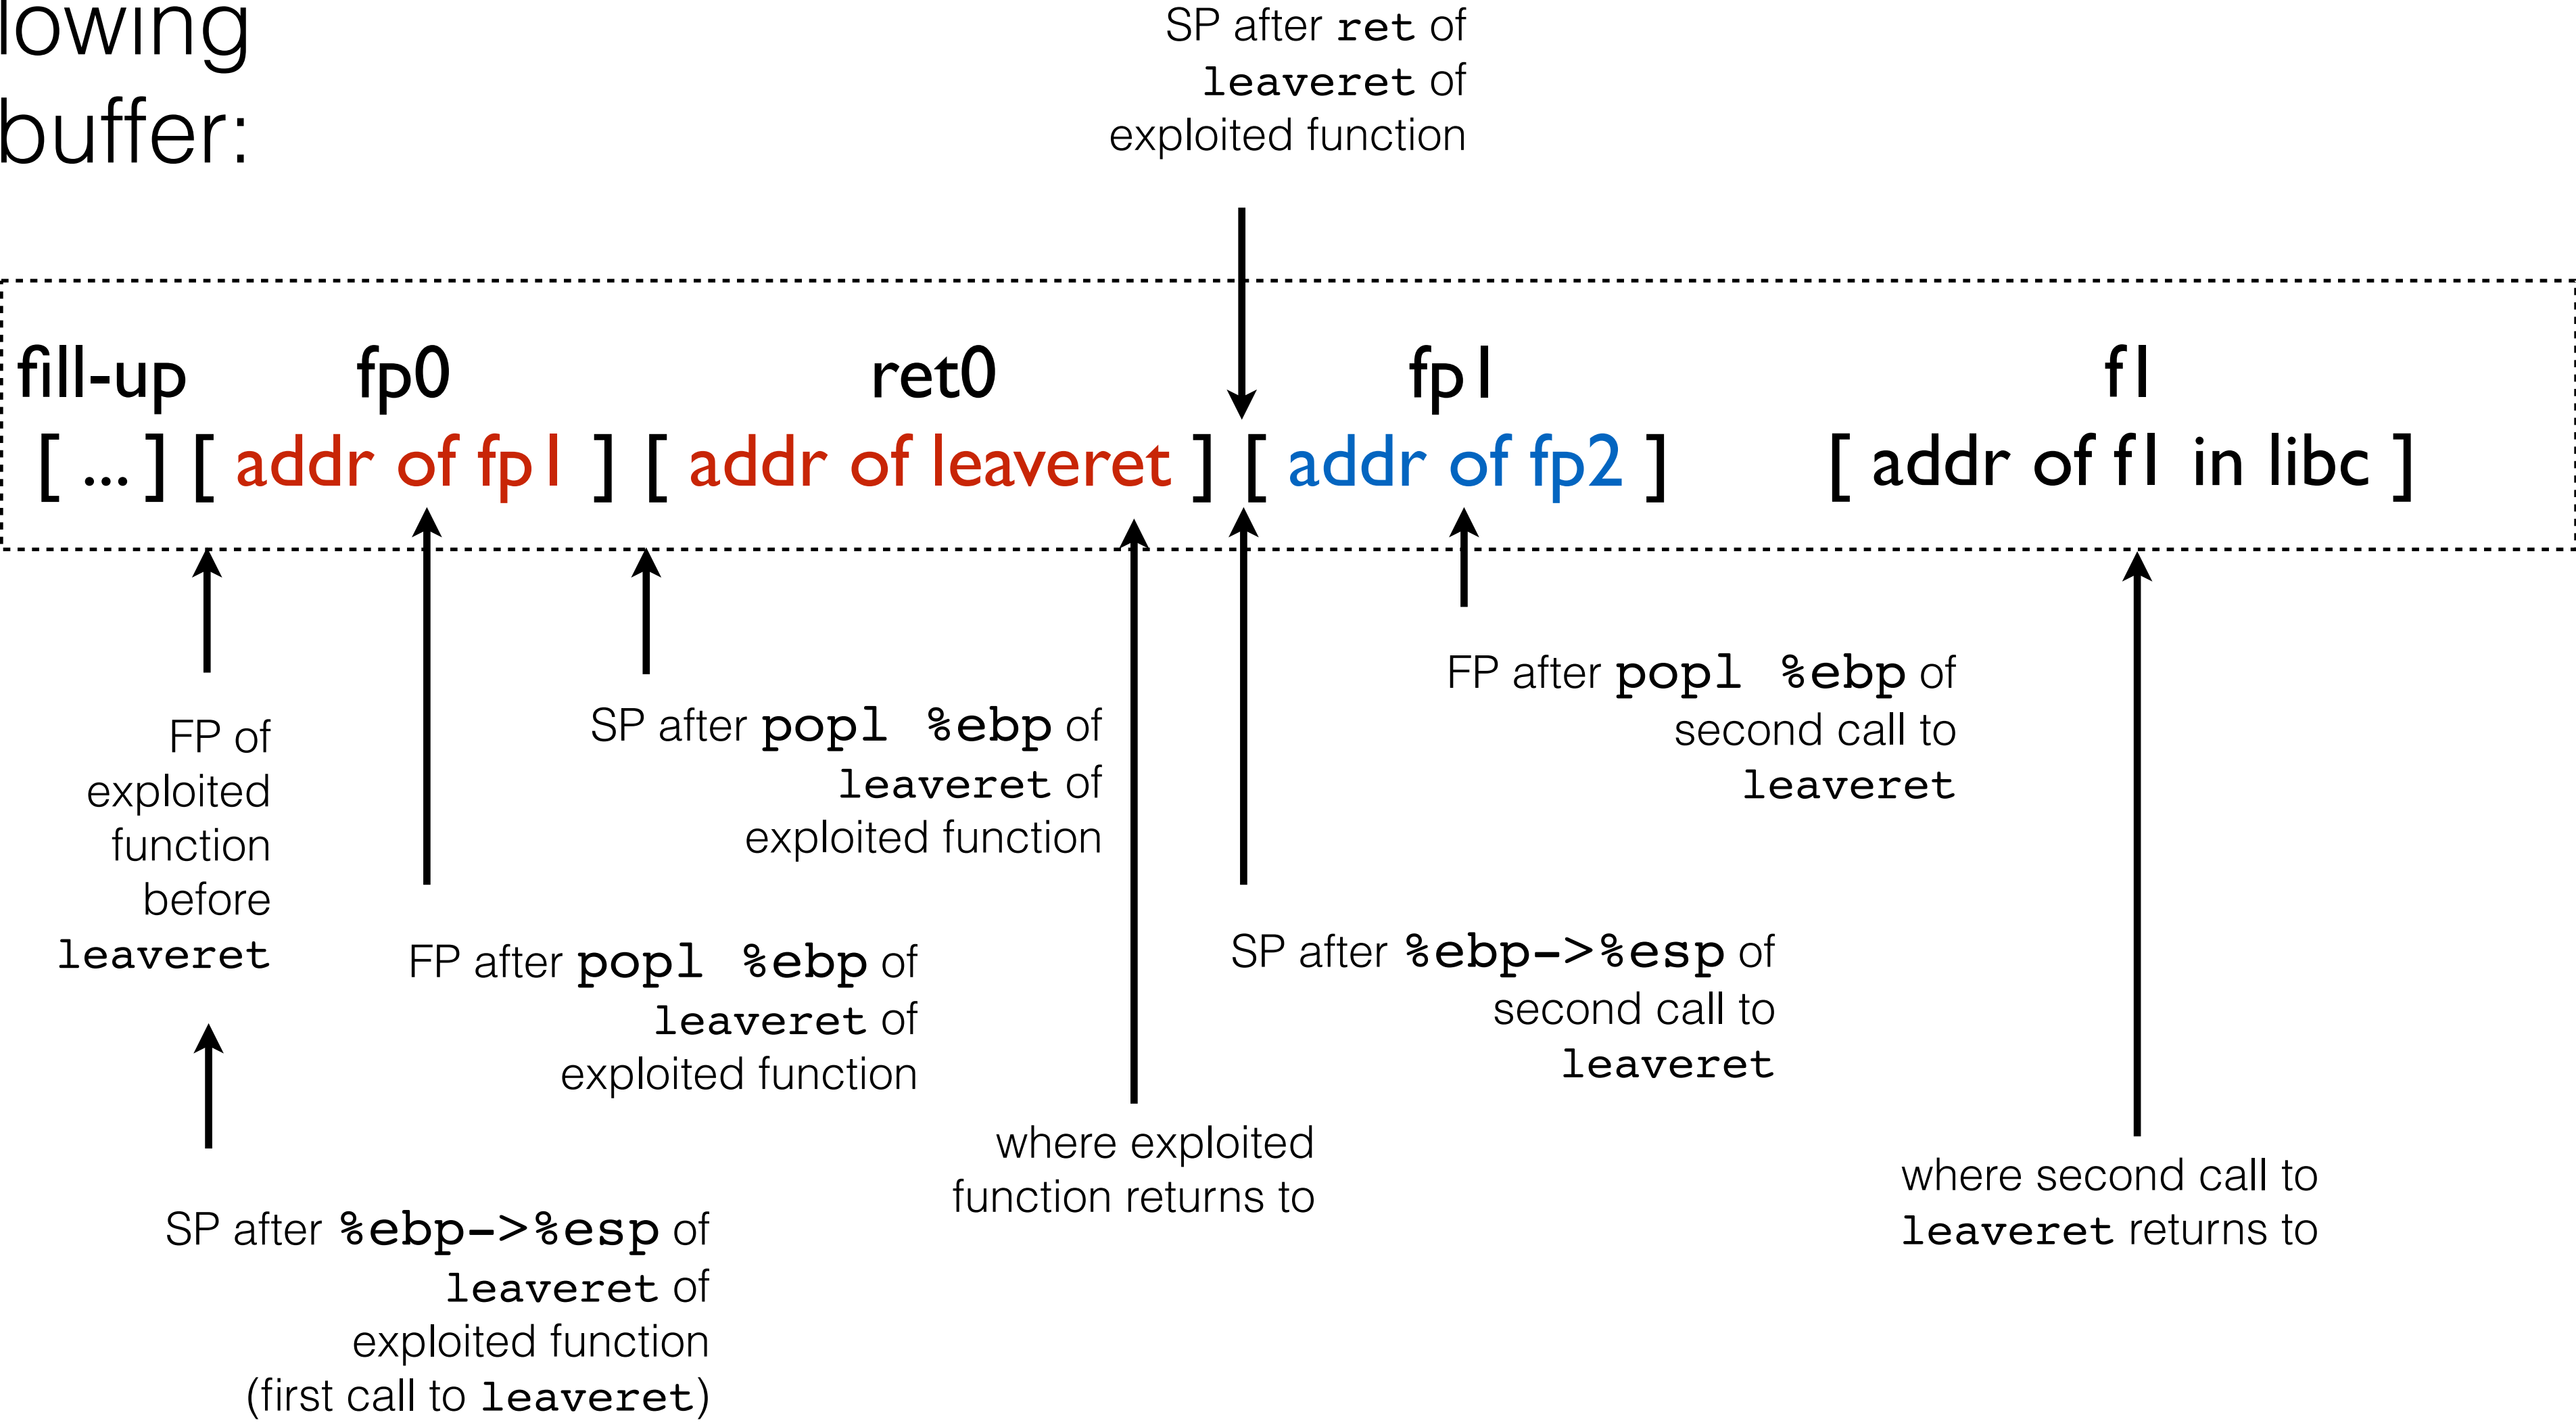 lowing
buffer:
SP after ret of
leaveret of
exploited function
fill-up fp0 ret0 fp1 f1
[ ... ] [ addr of fp1 ] [ addr of leaveret ] [ addr of fp2 ] [ addr of f1 in libc ]
FP of
exploited
function
before
leaveret
SP after %ebp->%esp of
leaveret of
exploited function
(first call to leaveret)
FP after popl %ebp of
leaveret of
exploited function
SP after popl %ebp of
leaveret of
exploited function
where exploited
function returns to
SP after %ebp->%esp of
second call to
leaveret
FP after popl %ebp of
second call to
leaveret
where second call to
leaveret returns to